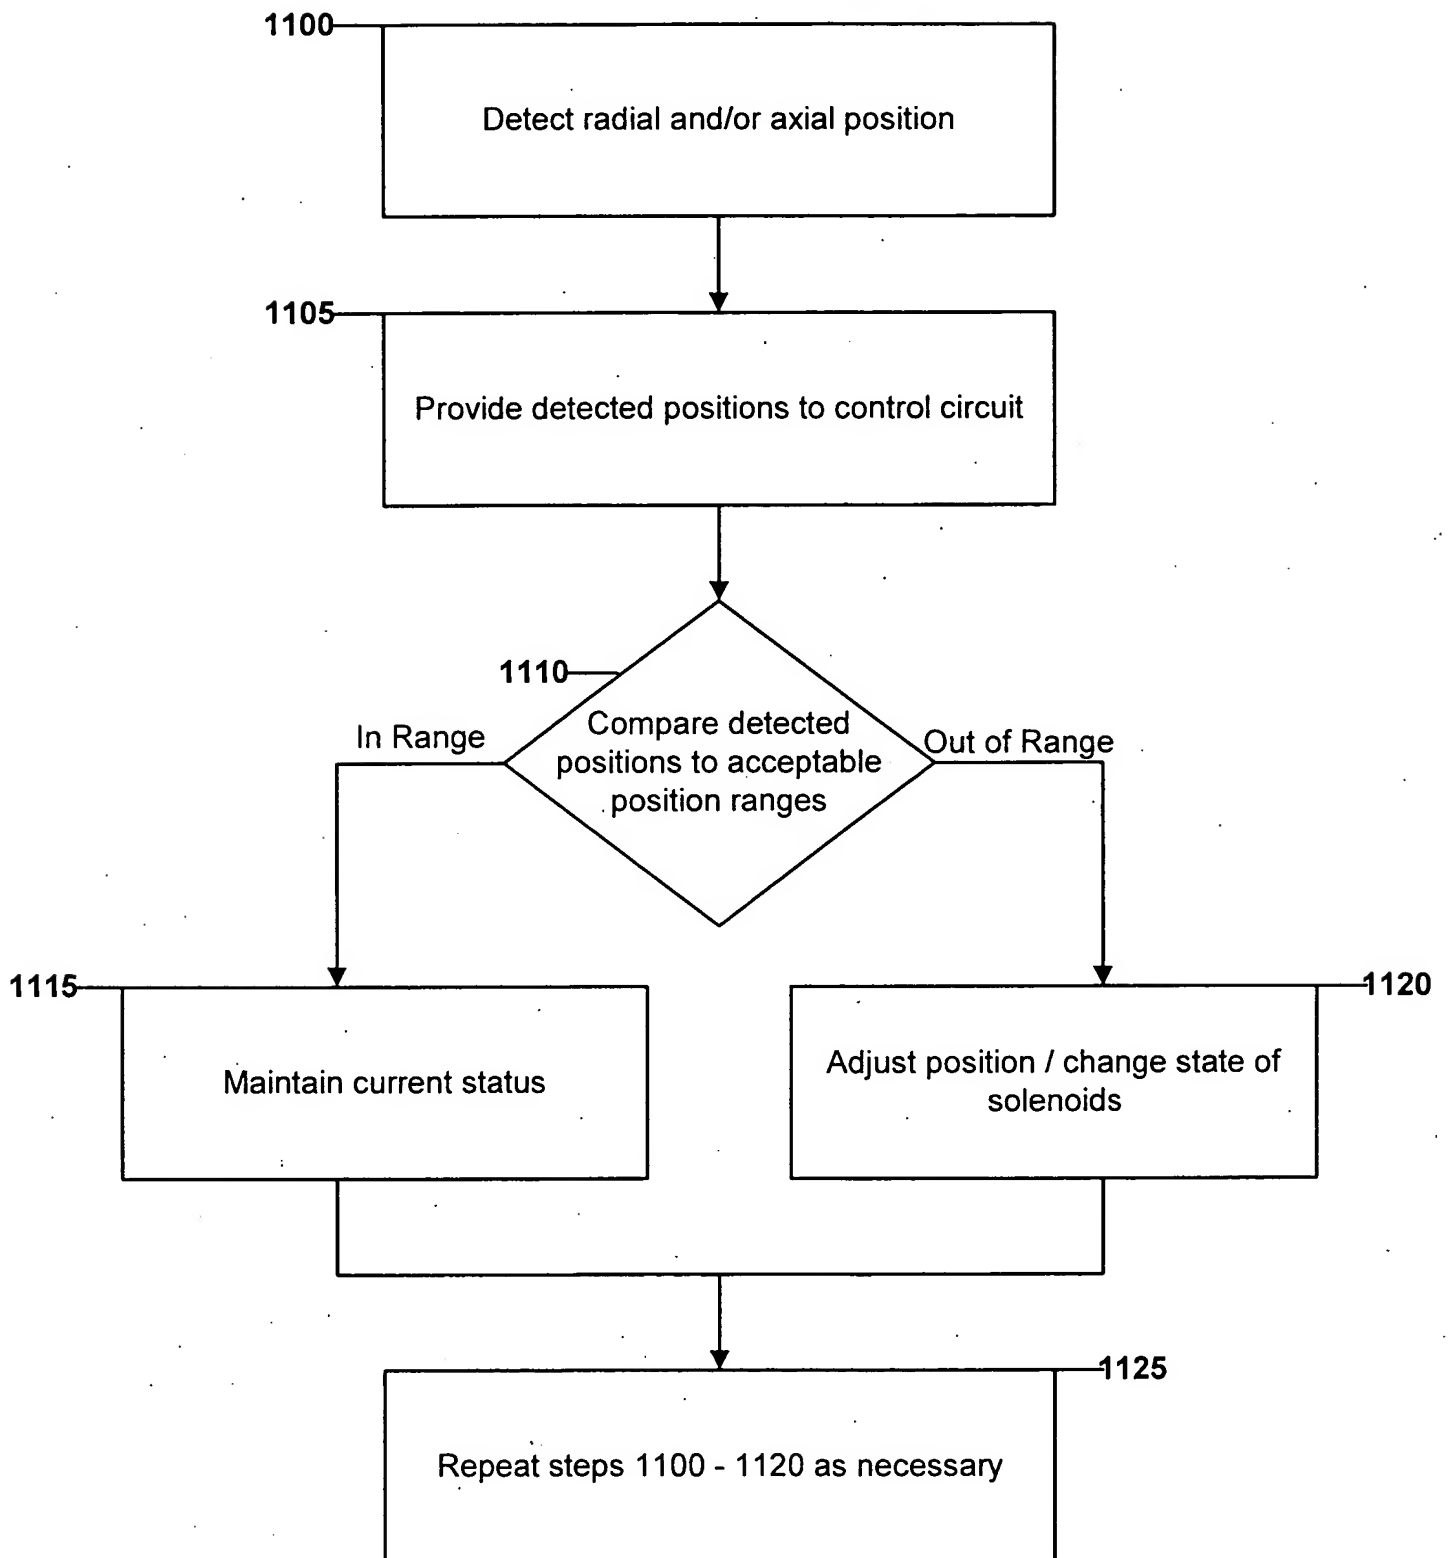 1100
Detect radial and/or axial position
1105
Provide detected positions to control circuit
1110
Compare detected
positions to acceptable
position ranges
In Range
Out of Range
1115
Maintain current status
1120
Adjust position / change state of
solenoids
1125
Repeat steps 1100 - 1120 as necessary